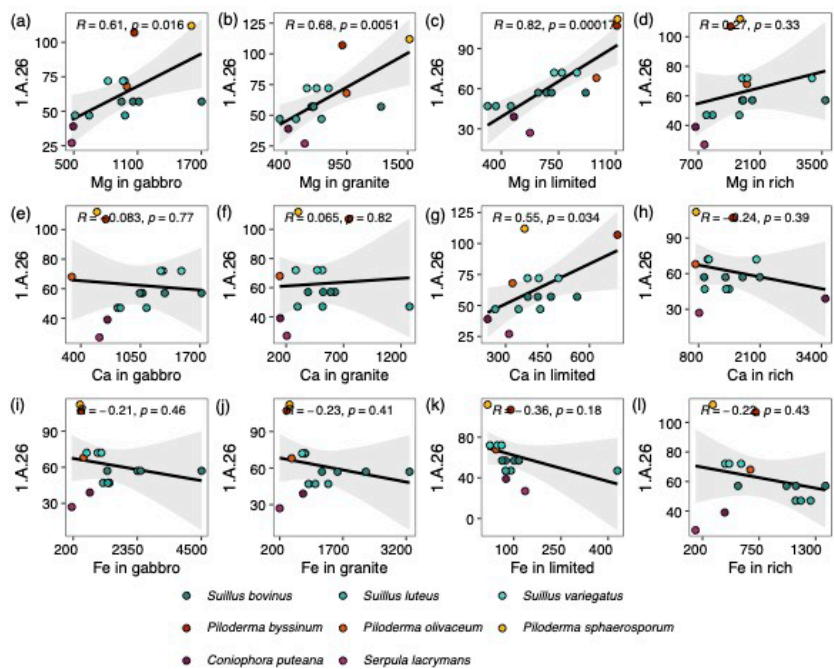 (a)
R = 0.61, p = 0.016
1.A.26
100
75
50
25
500 1100 1700
Mg in gabbro
(b)
R = 0.68, p = 0.0051
1.A.26
1.25
100
75
50
25
400 950 1500
Mg in granite
(c)
R = 0.82, p = 0.00017
1.A.26
90
60
30
400 750 1100
Mg in limited
(d)
0.27, p = 0.33
1.A.26
100
80
60
40
700 2100 3500
Mg in rich
(e)
R = −0.083, p = 0.77
1.A.26
100
80
60
40
400 1050 1700
Ca in gabbro
(f)
R = 0.065, p = 0.82
1.A.26
100
80
60
40
200 700 1200
Ca in granite
(g)
R = 0.55, p = 0.034
1.A.26
125
100
75
50
25
300 450 600
Ca in limited
(h)
R = −0.24, p = 0.39
1.A.26
90
60
30
800 2100 3400
Ca in rich
(i)
R = −0.21, p = 0.46
1.A.26
90
60
30
200 2350 4500
Fe in gabbro
(j)
R = −0.23, p = 0.41
1.A.26
90
60
30
200 1700 3200
Fe in granite
(k)
R = −0.36, p = 0.18
1.A.26
80
40
0
100 200 300 400
Fe in limited
(l)
R = p = 0.43
1.A.26
100
80
60
40
200 750 1300
Fe in rich
Suillus bovinus Suillus luteus Suillus variegatus
Piloderma byssinum Piloderma olivaceum Piloderma sphaerosporum
Coniophora puteana Serpula lacrymans